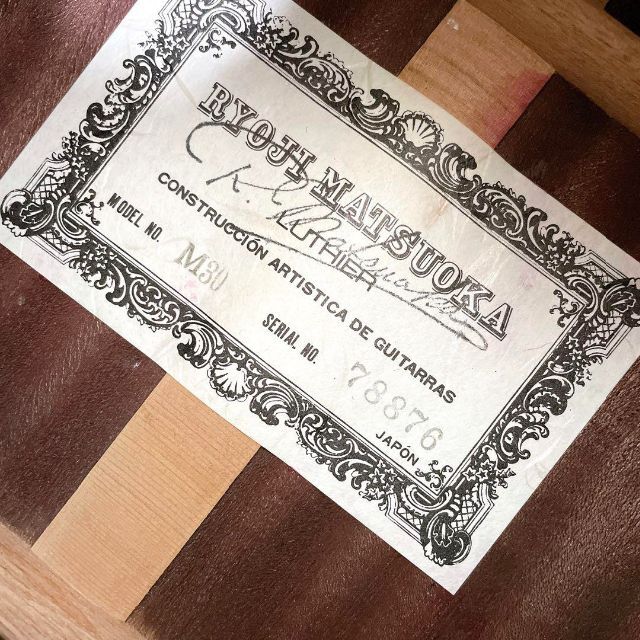 RYOJI MATSUOKA
LUTHIER
CONSTRUCCIÓN ARTISTICA DE GUITARRAS
MODEL NO. M30
SERIAL NO. 78876
JAPÓN